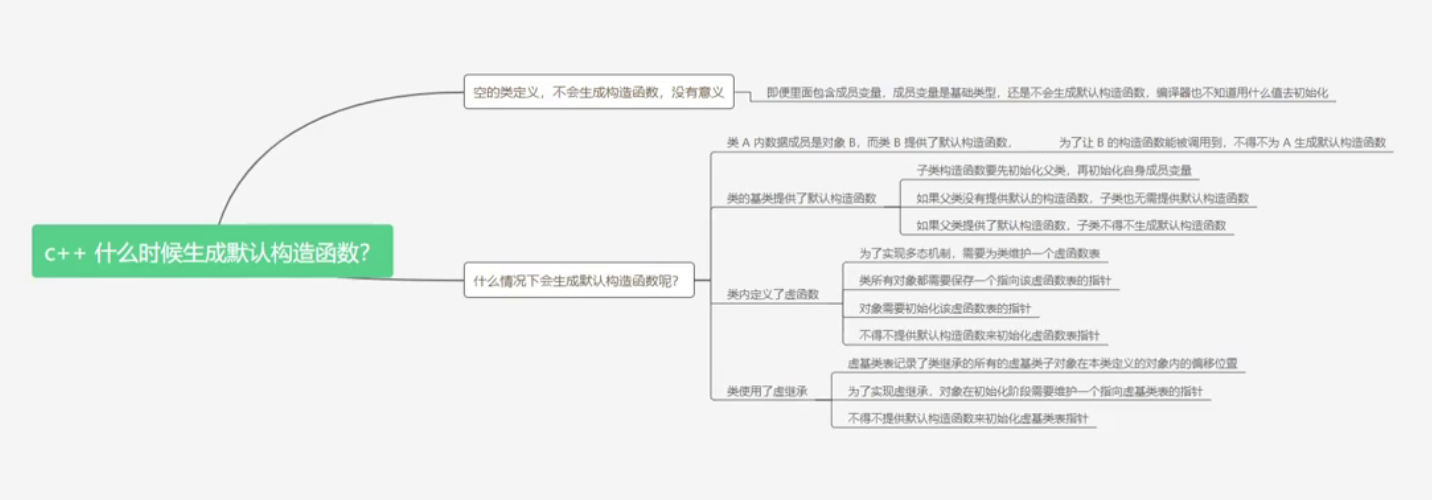 c++ 什么时候生成默认构造函数?
空的类定义，不会生成构造函数，没有意义
即便里面包含成员变量，成员变量是基础类型，还是不会生成默认构造函数，编译器也不知道用什么值去初始化
什么情况下会生成默认构造函数呢?
类 A 内数据成员是对象 B，而类 B 提供了默认构造函数，
为了让 B 的构造函数能被调用到，不得不为 A 生成默认构造函数
类的基类提供了默认构造函数
子类构造函数要先初始化父类，再初始化自身成员变量
如果父类没有提供默认的构造函数，子类也无需提供默认构造函数
如果父类提供了默认构造函数，子类不得不生成默认构造函数
类内定义了虚函数
为了实现多态机制，需要为类维护一个虚函数表
类所有对象都需要保存一个指向该虚函数表的指针
对象需要初始化该虚函数表的指针
不得不提供默认构造函数来初始化虚函数表指针
类使用了虚继承
虚基类表记录了类继承的所有的虚基类子对象在本类定义的对象内的偏移位置
为了实现虚继承，对象在初始化阶段需要维护一个指向虚基类表的指针
不得不提供默认构造函数来初始化虚基类表指针